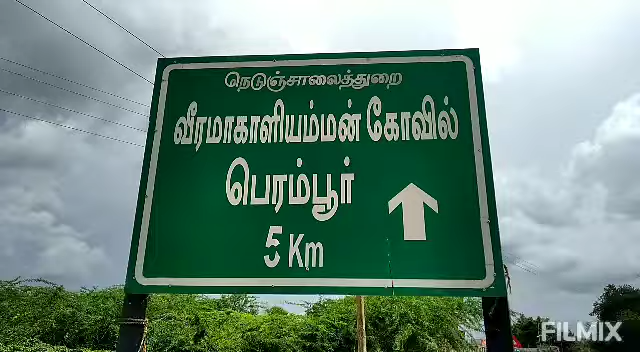 நெடுஞ்சாலைத்துறை
வீரமாகாளியம்மன் கோவில்
பெரம்பூர்
5 Km
FILMIX